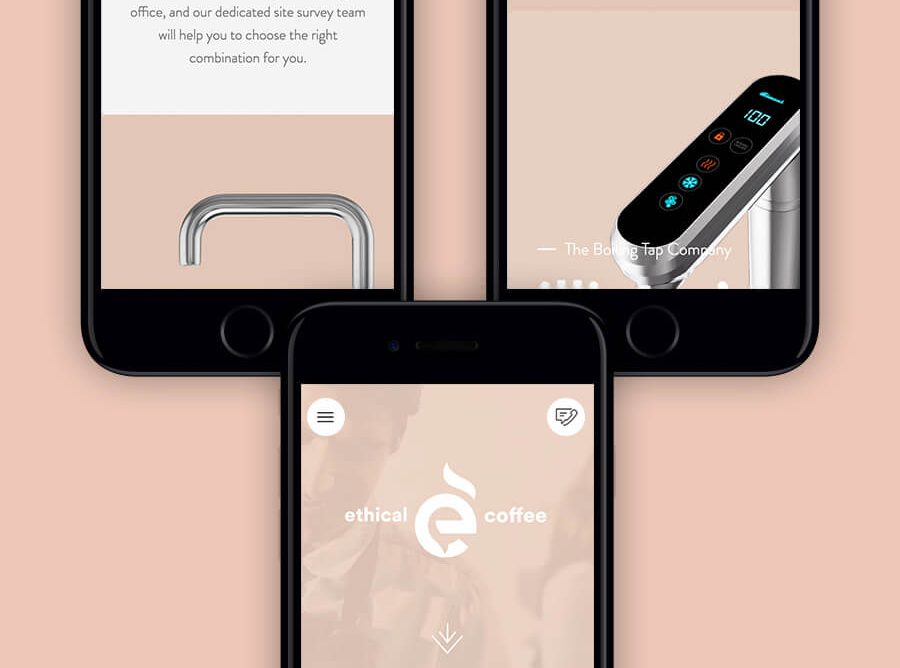 office, and our dedicated site survey team
will help you to choose the right
combination for you.
100
The Boiling Tap Company
ethical coffee